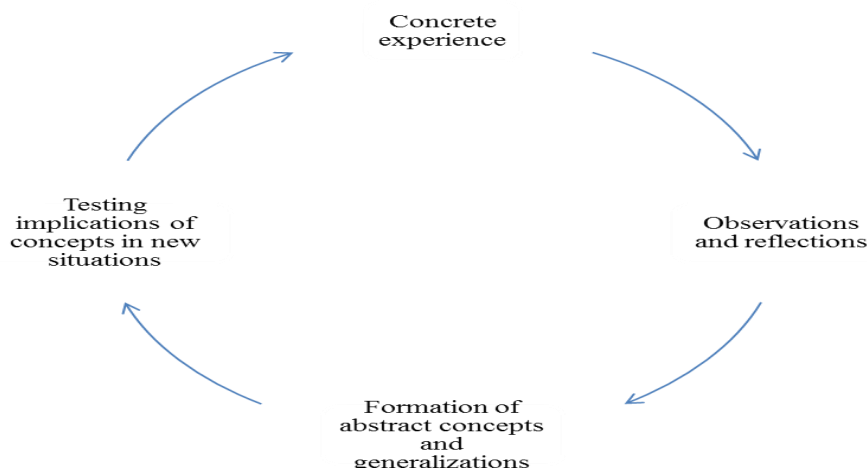 Concrete
experience
Observations
and reflections
Formation of
abstract concepts
and
generalizations
Testing
implications of
concepts in new
situations